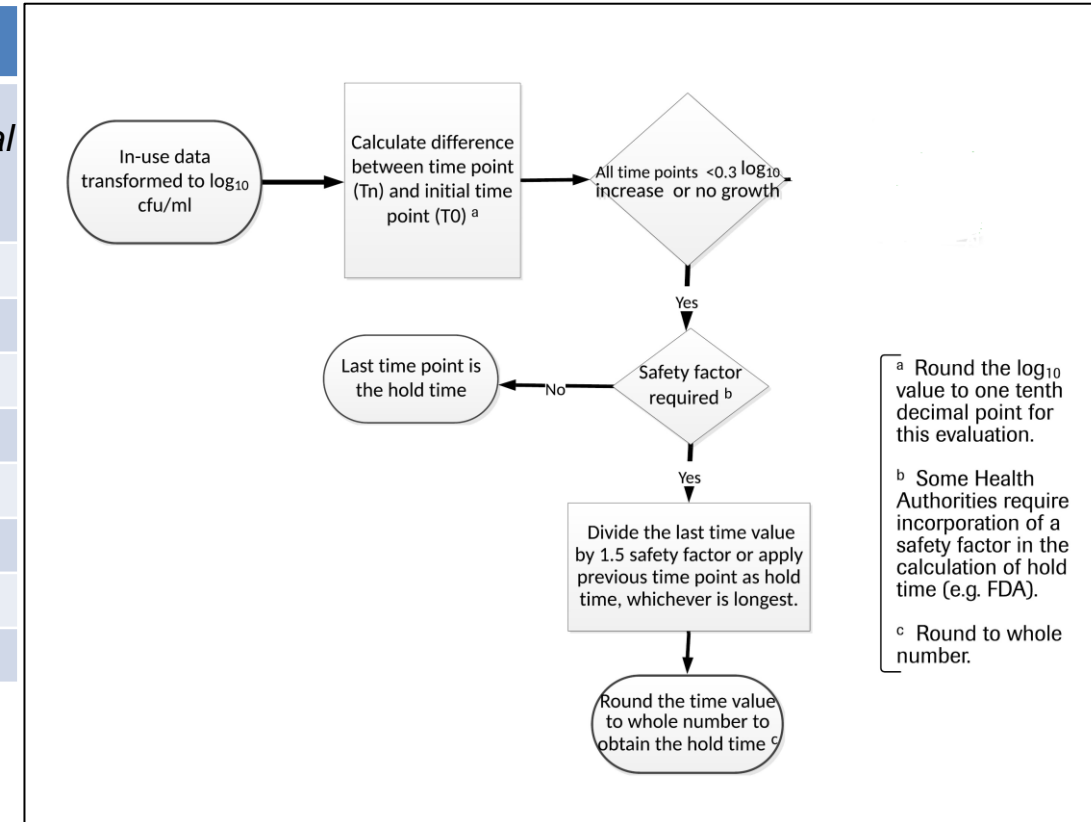 al
In-use data
transformed to log₁₀
cfu/ml
Calculate difference
between time point
(Tn) and initial time
point (T0) ᵃ
All time points <0.3 log₁₀
increase or no growth
Yes
Safety factor
required ᵇ
No
Last time point is
the hold time
Yes
Divide the last time value
by 1.5 safety factor or apply
previous time point as hold
time, whichever is longest.
Round the time value
to whole number to
obtain the hold time ᶜ
ᵃ Round the log₁₀
value to one tenth
decimal point for
this evaluation.
ᵇ Some Health
Authorities require
incorporation of a
safety factor in the
calculation of hold
time (e.g. FDA).
ᶜ Round to whole
number.